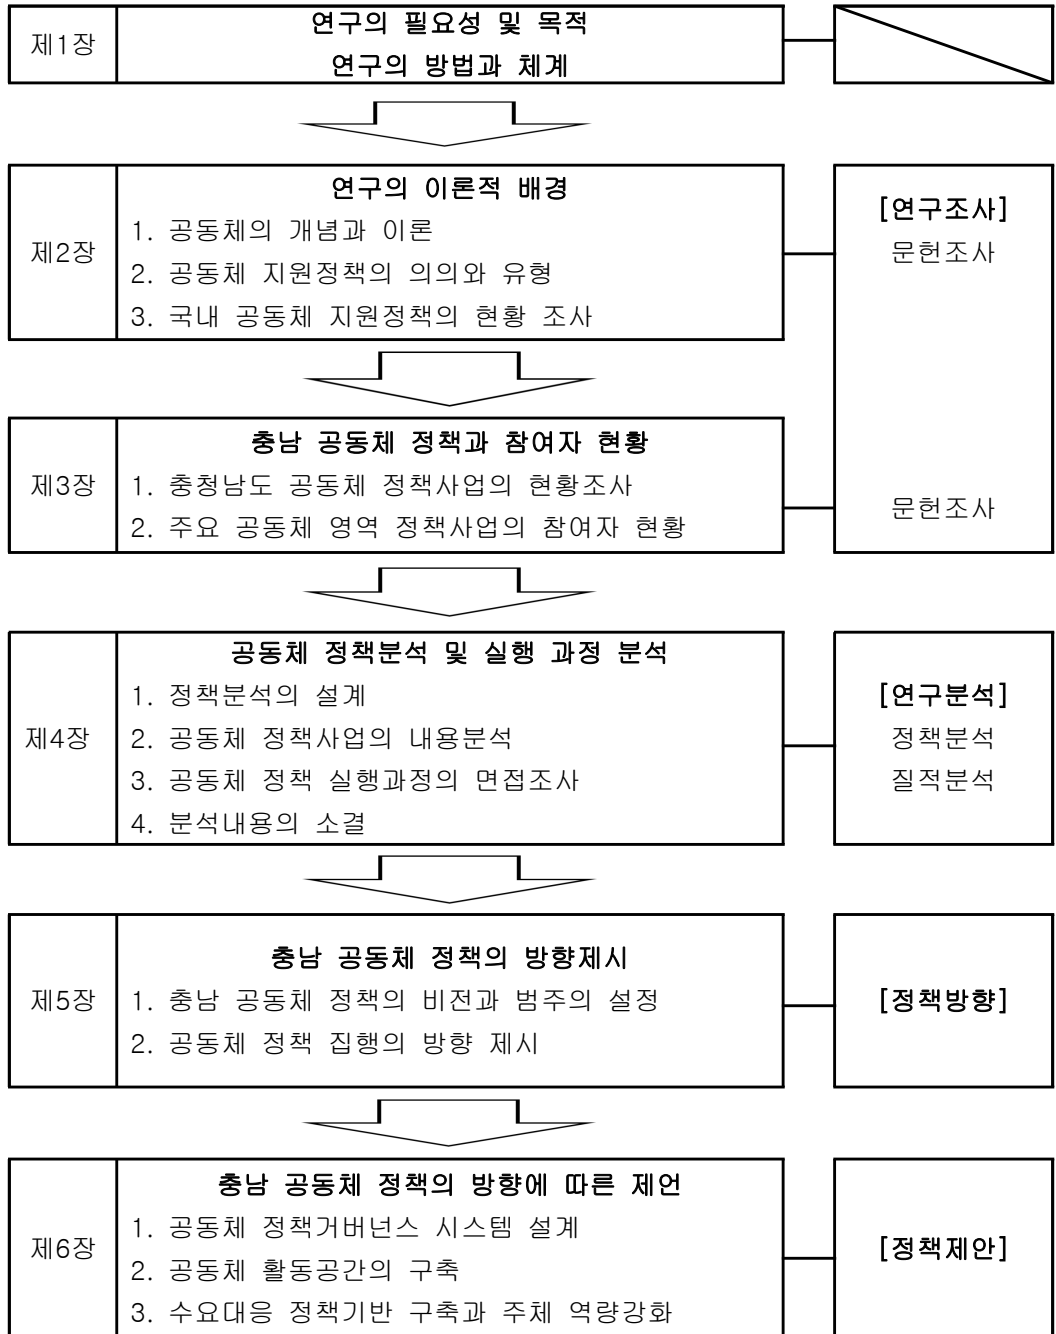 제1장
연구의 필요성 및 목적
연구의 방법과 체계
제2장
연구의 이론적 배경
1. 공동체의 개념과 이론
2. 공동체 지원정책의 의의와 유형
3. 국내 공동체 지원정책의 현황 조사
[연구조사]
문헌조사
제3장
충남 공동체 정책과 참여자 현황
1. 충청남도 공동체 정책사업의 현황조사
2. 주요 공동체 영역 정책사업의 참여자 현황
문헌조사
제4장
공동체 정책분석 및 실행 과정 분석
1. 정책분석의 설계
2. 공동체 정책사업의 내용분석
3. 공동체 정책 실행과정의 면접조사
4. 분석내용의 소결
[연구분석]
정책분석
질적분석
제5장
충남 공동체 정책의 방향제시
1. 충남 공동체 정책의 비전과 범주의 설정
2. 공동체 정책 집행의 방향 제시
[정책방향]
제6장
충남 공동체 정책의 방향에 따른 제언
1. 공동체 정책거버넌스 시스템 설계
2. 공동체 활동공간의 구축
3. 수요대응 정책기반 구축과 주체 역량강화
[정책제안]